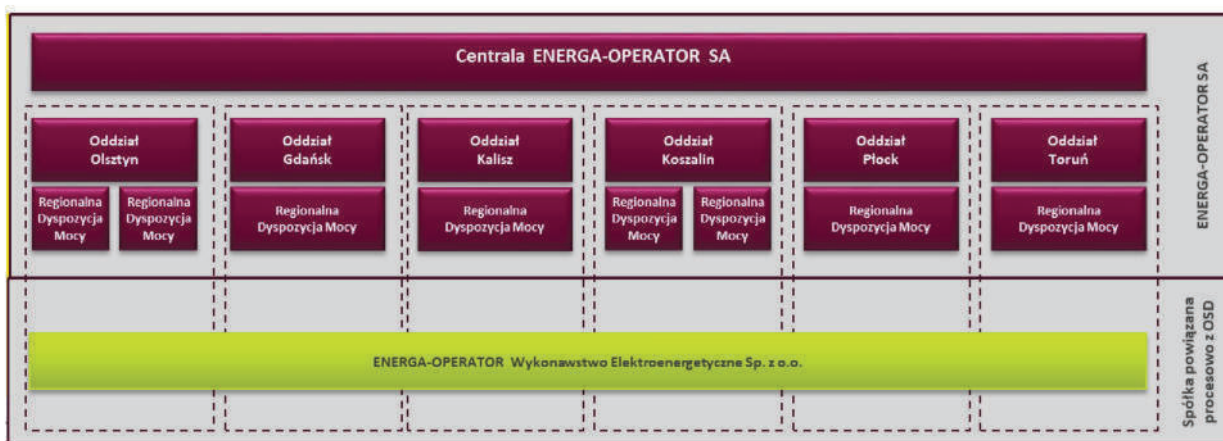 Centrala ENERGA-OPERATOR SA
ENERGA-OPERATOR SA
Oddział
Olsztyn
Oddział
Gdańsk
Oddział
Kalisz
Oddział
Koszalin
Oddział
Płock
Oddział
Toruń
Regionalna
Dyspozycja
Mocy
Regionalna
Dyspozycja
Mocy
Regionalna
Dyspozycja Mocy
Regionalna
Dyspozycja Mocy
Regionalna
Dyspozycja
Mocy
Regionalna
Dyspozycja
Mocy
Regionalna
Dyspozycja Mocy
Regionalna
Dyspozycja Mocy
ENERGA-OPERATOR Wykonawstwo Elektroenergetyczne Sp. z o.o.
Spółka powiązana
procesowo z OSD